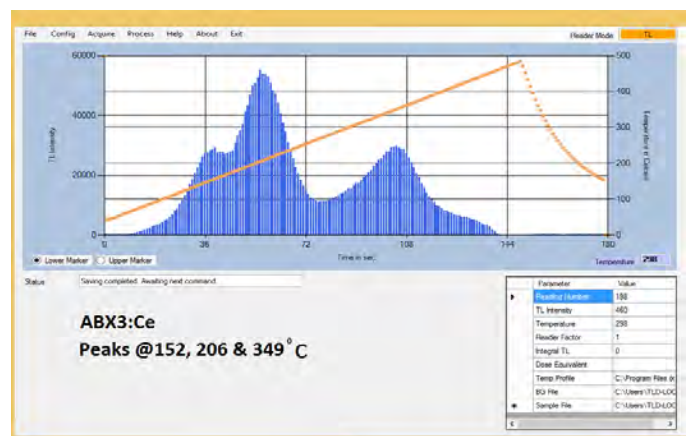 File Config Acquire Process Help About Exit Reader Mode TL
60000 500
400
40000 300
TL Intensity Temperature Celcius
200
20000
100
0 0
0 36 72 108 144 180
Lower Marker Upper Marker Time in sec Temperature 298
Status Saving completed. Awaiting next command. Parameter Value
Reading Number 188
TL Intensity 460
Temperature 298
ABX3:Ce Reader Factor 1
Peaks @152, 206 & 349°C Integral TL 0
Dose Equivalent
Temp Profile C:\Program Files
BG File C:\Users\TLD-LOC
Sample File C:\Users\TLD-LOC